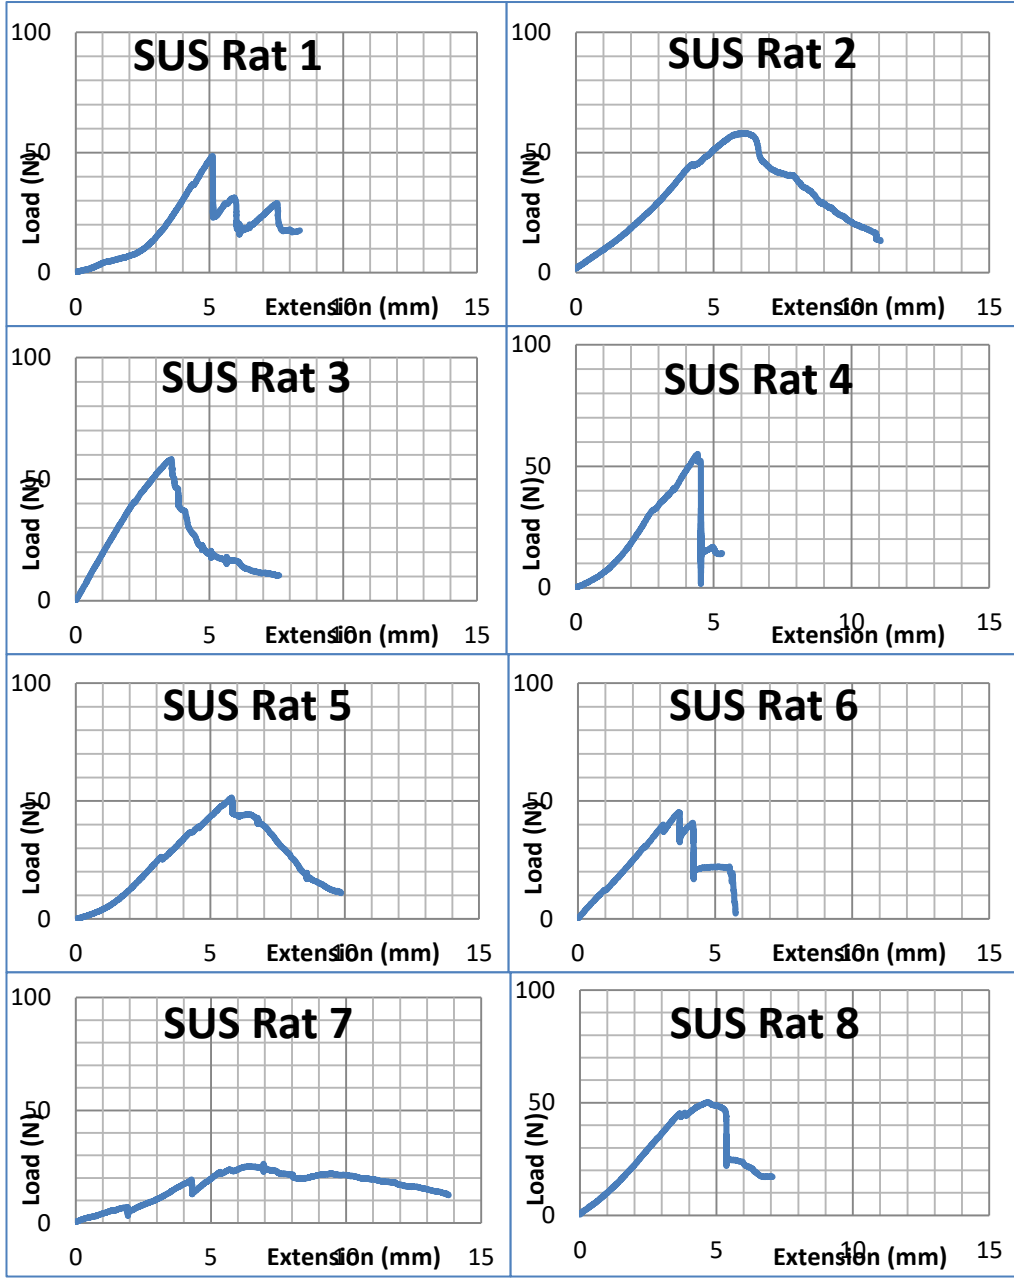 SUS Rat 1
100
50
0
Load (N)
0 5 10 15
Extension (mm)
SUS Rat 2
100
50
0
Load (N)
0 5 10 15
Extension (mm)
SUS Rat 3
100
50
0
Load (N)
0 5 10 15
Extension (mm)
SUS Rat 4
100
50
0
Load (N)
0 5 10 15
Extension (mm)
SUS Rat 5
100
50
0
Load (N)
0 5 10 15
Extension (mm)
SUS Rat 6
100
50
0
Load (N)
0 5 10 15
Extension (mm)
SUS Rat 7
100
50
0
Load (N)
0 5 10 15
Extension (mm)
SUS Rat 8
100
50
0
Load (N)
0 5 10 15
Extension (mm)